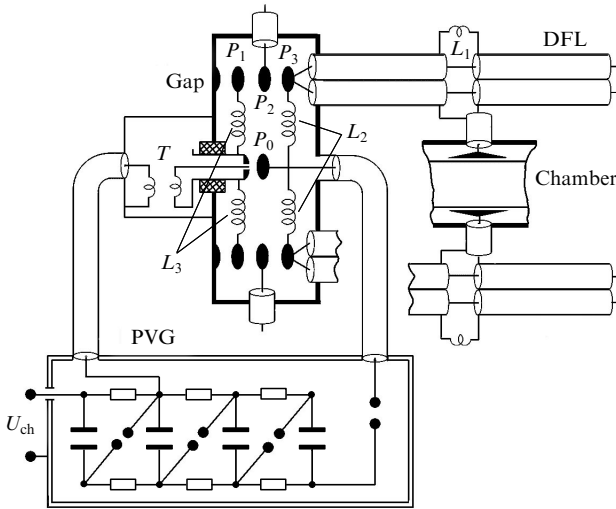 P1 P3 L1 DFL
Gap
P2
T P0 L2
Chamber
L3
PVG
Uch